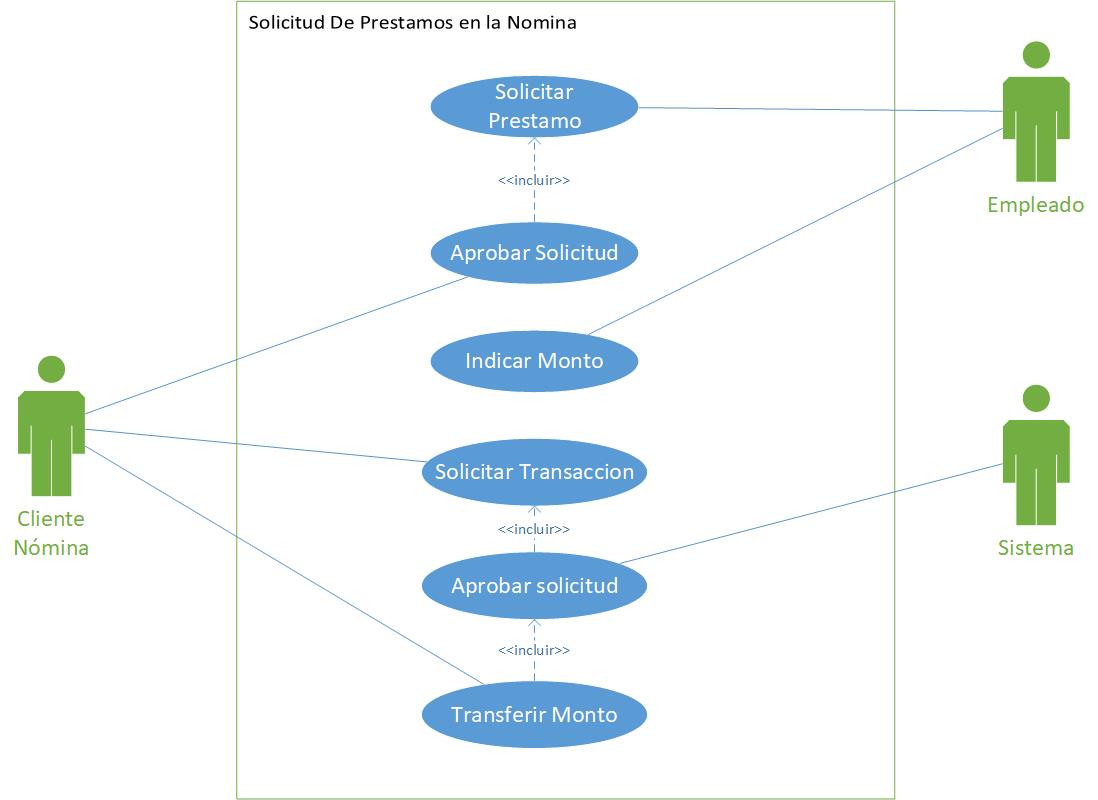 Solicitud De Prestamos en la Nomina
Solicitar
Prestamo
<<incluir>>
Empleado
Aprobar Solicitud
Indicar Monto
Solicitar Transaccion
Cliente
Nómina
<<incluir>>
Sistema
Aprobar solicitud
<<incluir>>
Transferir Monto